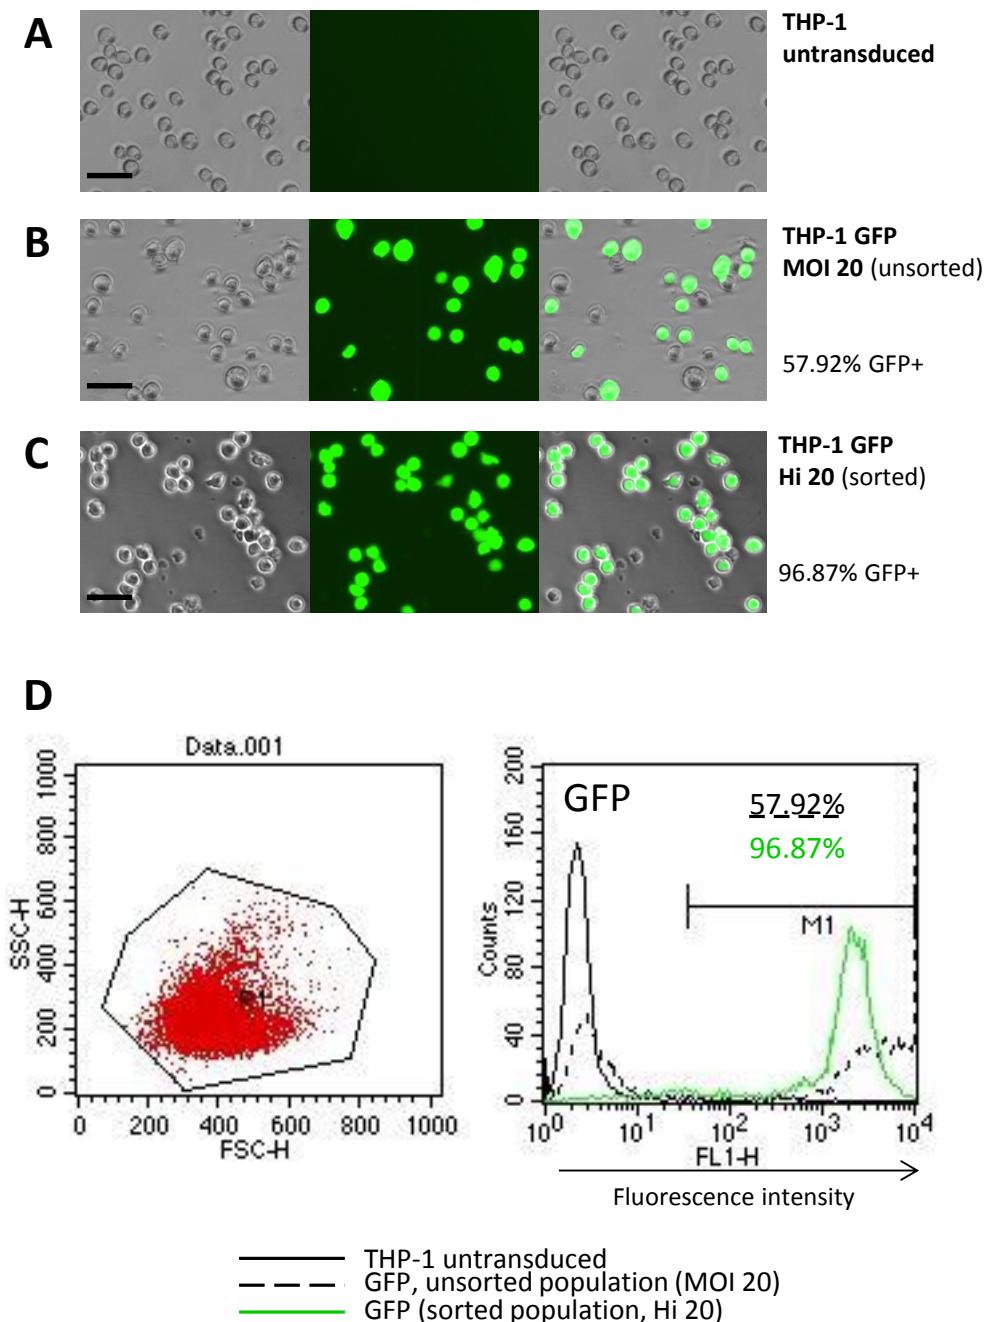 A
THP-1
untransduced
B
THP-1 GFP
MOI 20 (unsorted)
57.92% GFP+
C
THP-1 GFP
Hi 20 (sorted)
96.87% GFP+
D
Data.001
SSC-H
1000
800
600
400
200
0
0 200 400 600 800 1000
FSC-H
GFP
57.92%
96.87%
M1
Counts
200
160
120
80
40
0
10^0 10^1 10^2 10^3 10^4
FL1-H
Fluorescence intensity
THP-1 untransduced
GFP, unsorted population (MOI 20)
GFP (sorted population, Hi 20)